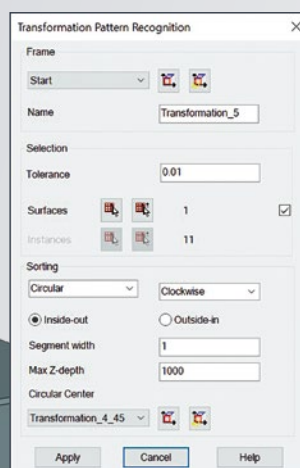 Transformation Pattern Recognition
Frame
Start
Name Transformation_5
Selection
Tolerance 0.01
Surfaces 1
Instances 11
Sorting
Circular Clockwise
Inside-out Outside-in
Segment width 1
Max Z-depth 1000
Circular Center
Transformation_4_45
Apply Cancel Help